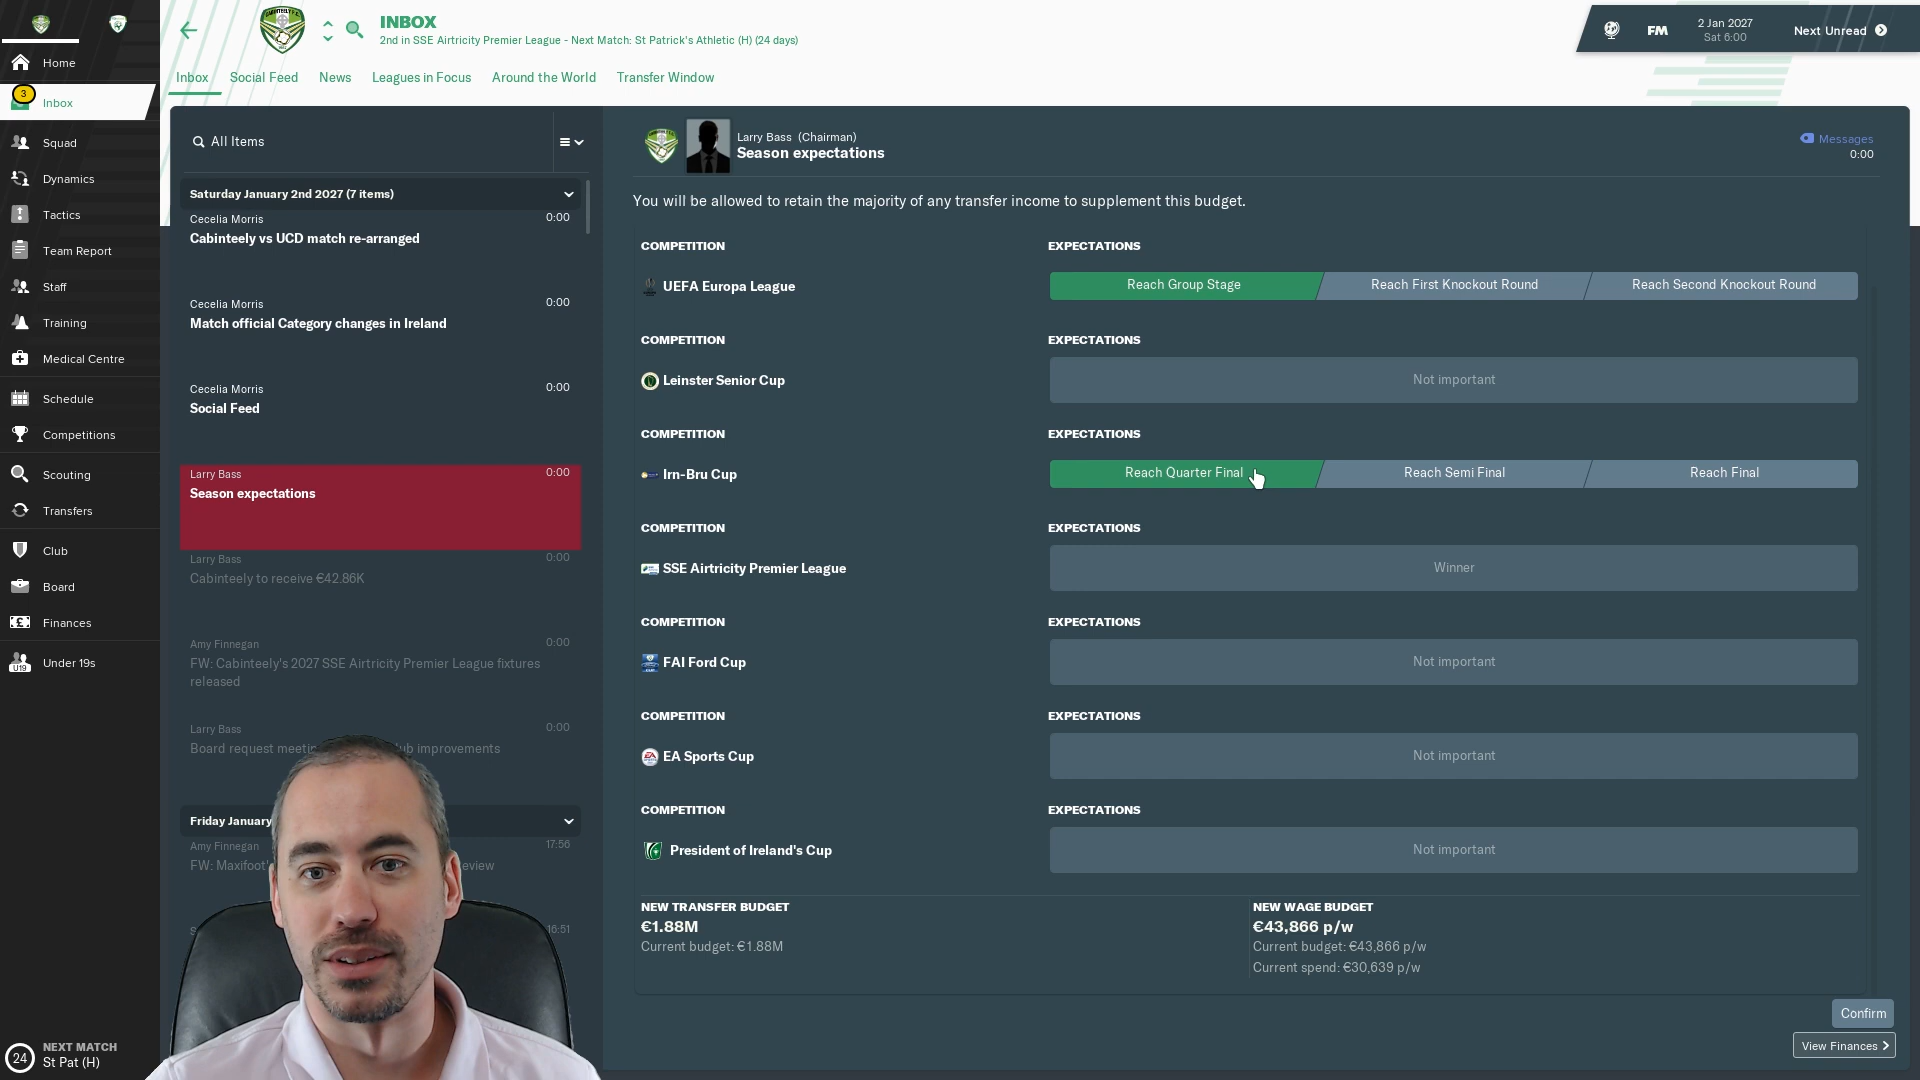 INBOX
2nd in SSE Airtricity Premier League - Next Match: St Patrick's Athletic (H) (24 days)
FM
2 Jan 2027
Sat 6:00
Next Unread
Inbox
Social Feed
News
Leagues in Focus
Around the World
Transfer Window
Home
3
Inbox
Squad
Dynamics
Tactics
Team Report
Staff
Training
Medical Centre
Schedule
Competitions
Scouting
Transfers
Club
Board
Finances
U19
Under 19s
24
NEXT MATCH
St Pat (H)
All Items
Saturday January 2nd 2027 (7 items)
Cecelia Morris 0:00
Cabinteely vs UCD match re-arranged
Cecelia Morris 0:00
Match official Category changes in Ireland
Cecelia Morris 0:00
Social Feed
Larry Bass 0:00
Season expectations
Larry Bass 0:00
Cabinteely to receive €42.86K
Amy Finnegan 0:00
FW: Cabinteely's 2027 SSE Airtricity Premier League fixtures
released
Larry Bass 0:00
Board request improvements
Friday January
Amy Finnegan 17:56
FW:
16:51
Larry Bass (Chairman)
Season expectations
Messages
0:00
You will be allowed to retain the majority of any transfer income to supplement this budget.
COMPETITION EXPECTATIONS
UEFA Europa League Reach Group Stage Reach First Knockout Round Reach Second Knockout Round
COMPETITION EXPECTATIONS
Leinster Senior Cup Not important
COMPETITION EXPECTATIONS
Irn-Bru Cup Reach Quarter Final Reach Semi Final Reach Final
COMPETITION EXPECTATIONS
SSE Airtricity Premier League Winner
COMPETITION EXPECTATIONS
FAI Ford Cup Not important
COMPETITION EXPECTATIONS
EA Sports Cup Not important
COMPETITION EXPECTATIONS
President of Ireland's Cup Not important
NEW TRANSFER BUDGET
€1.88M
Current budget: €1.88M
NEW WAGE BUDGET
€43,866 p/w
Current budget: €43,866 p/w
Current spend: €30,639 p/w
Confirm
View Finances